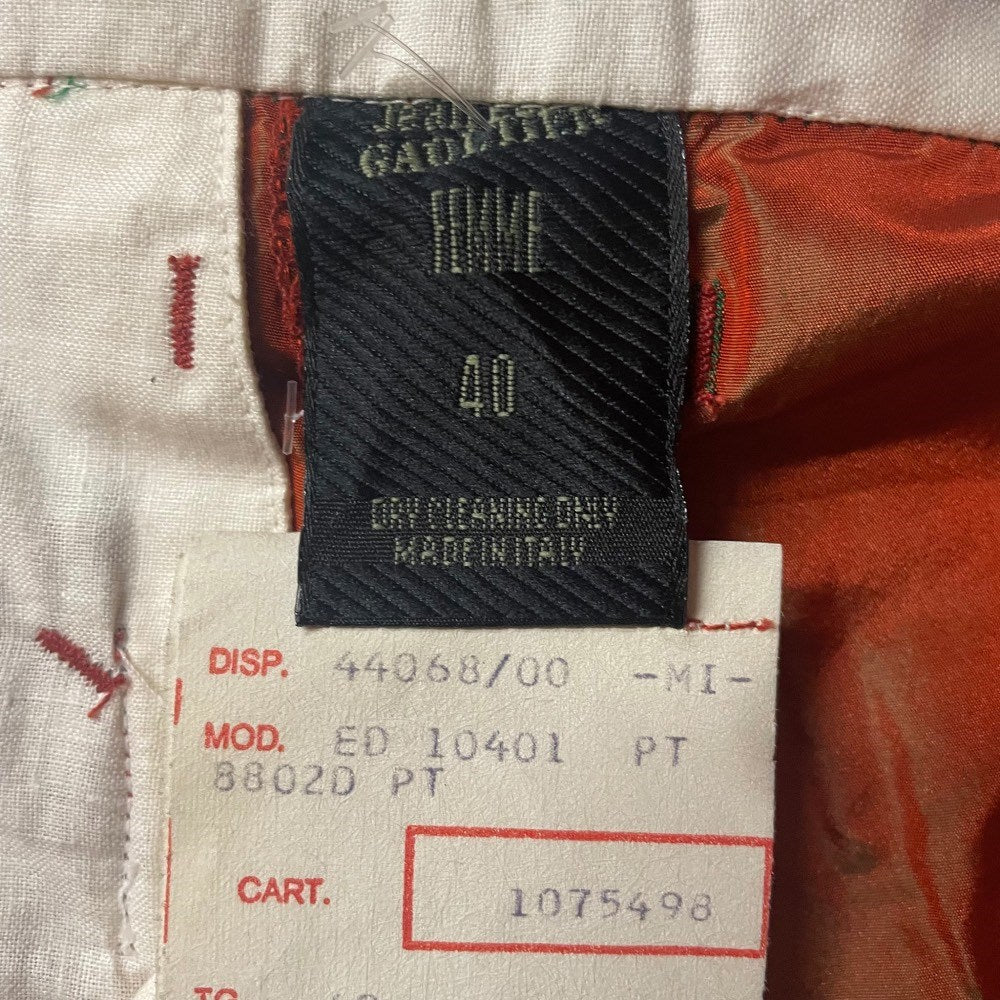 Jean Paul
GAULTIER
FEMME
40
DRY CLEANING ONLY
MADE IN ITALY
DISP. 44068/00 -MI-
MOD. ED 10401 PT
8802D PT
CART. 1075498